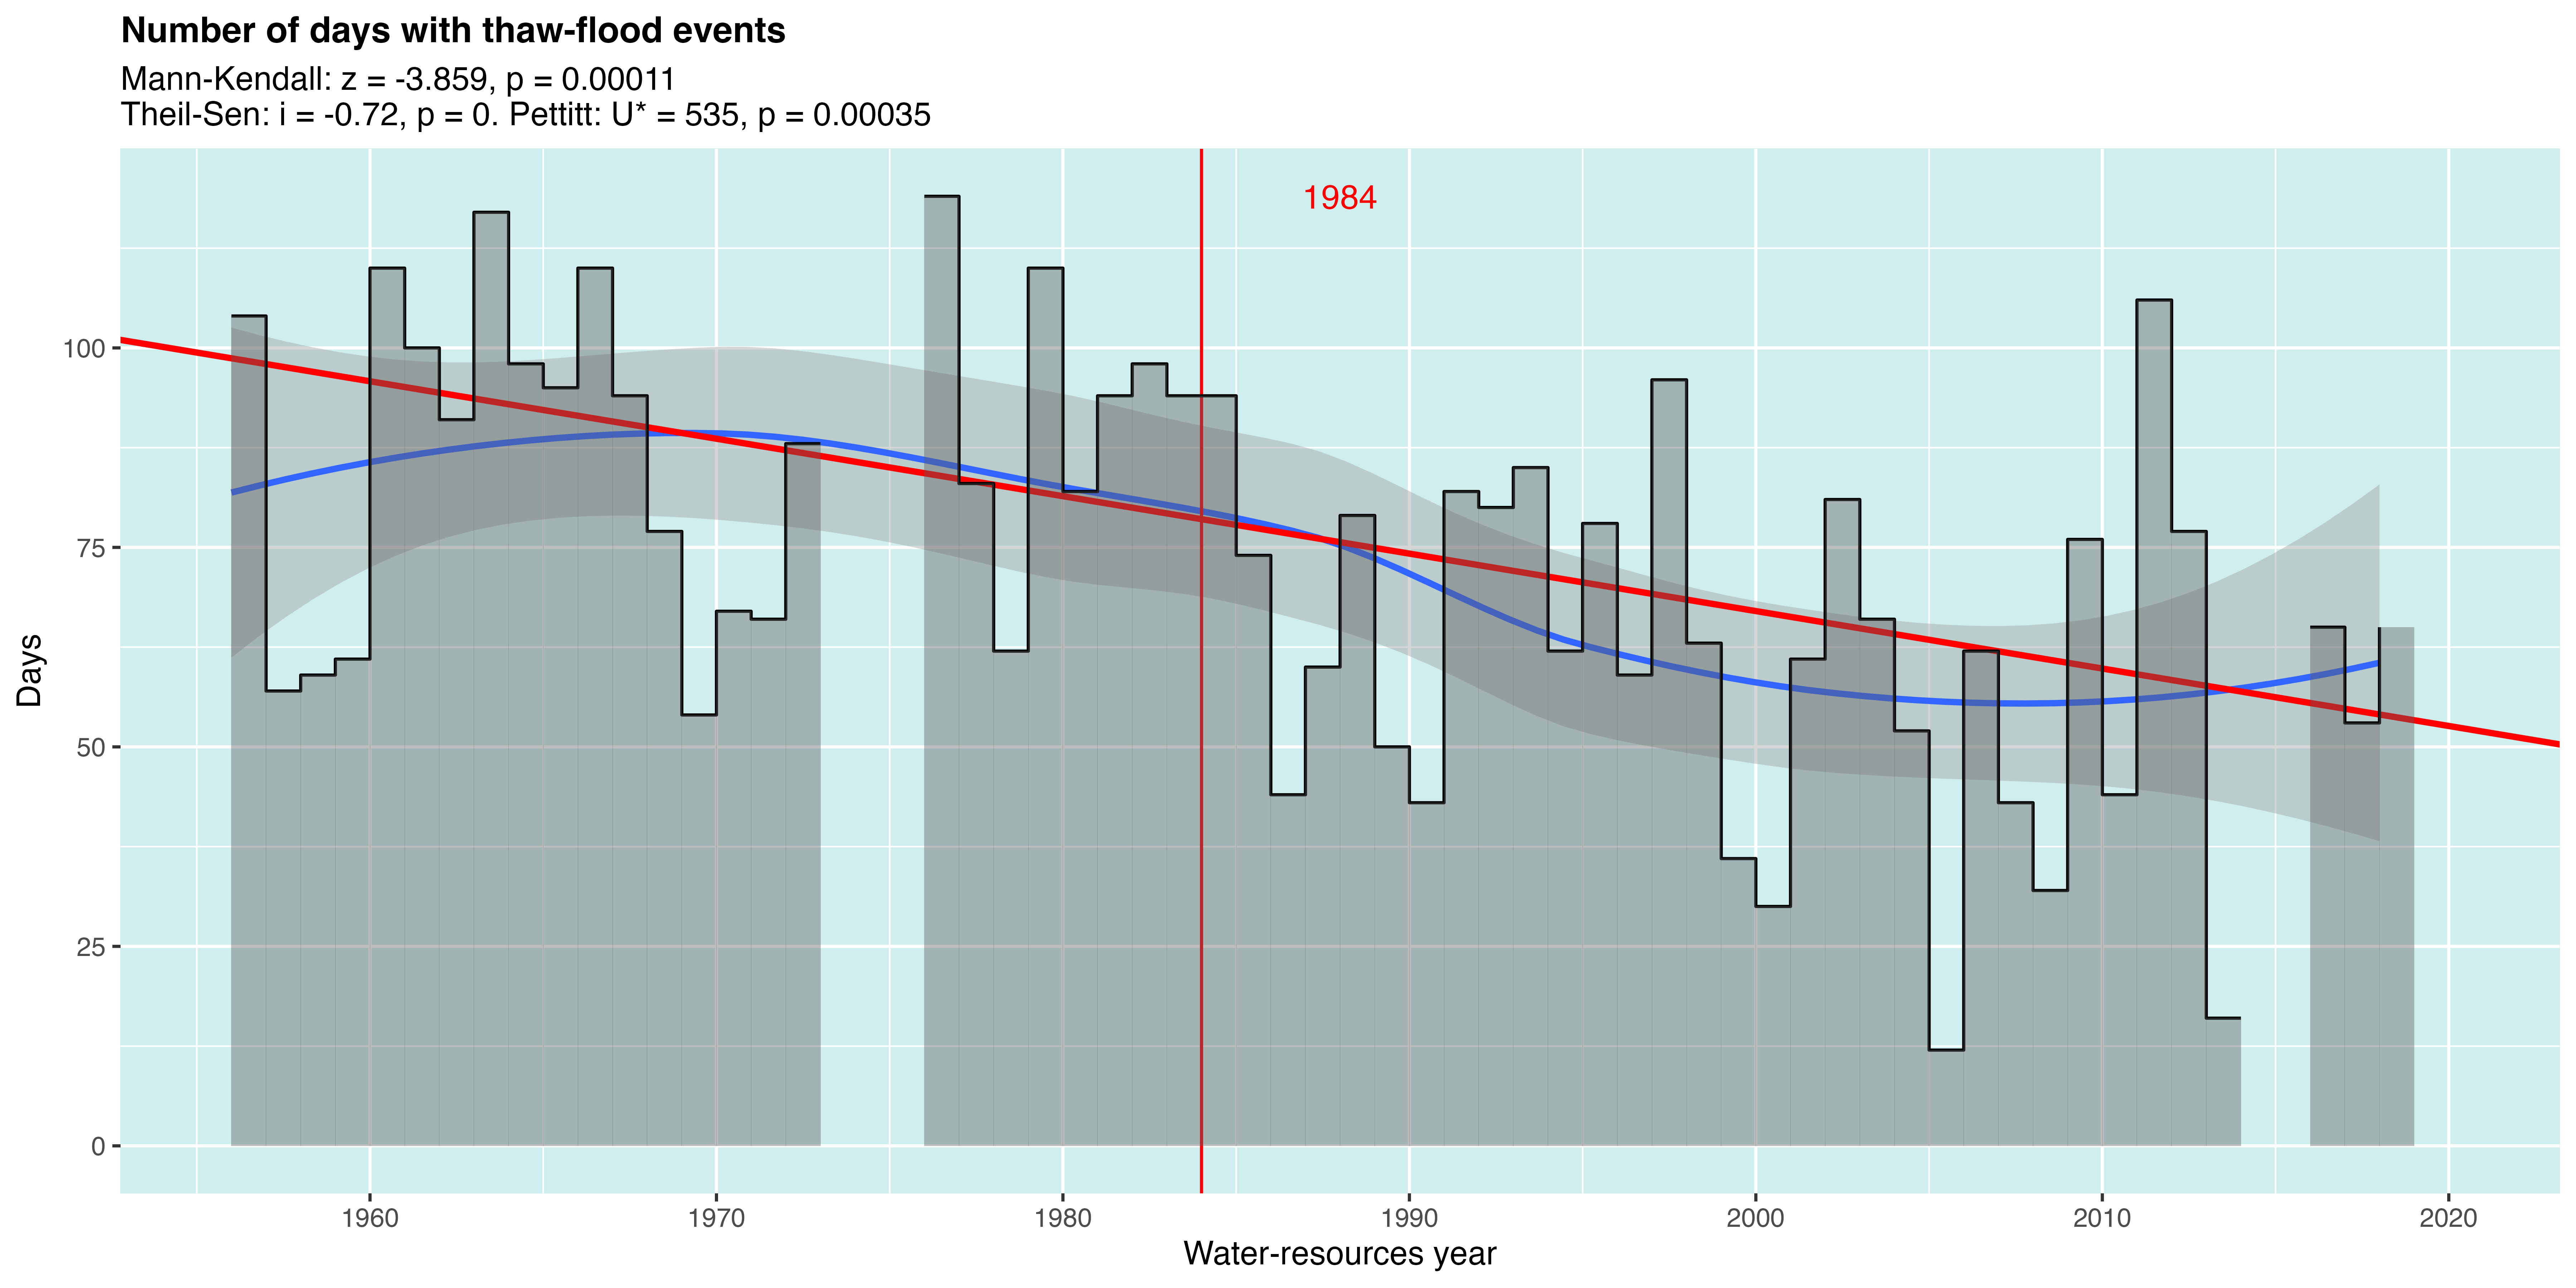 Number of days with thaw-flood events
Mann-Kendall: z = -3.859, p = 0.00011
Theil-Sen: i = -0.72, p = 0. Pettitt: U* = 535, p = 0.00035
1984
100
75
50
25
0
Days
1960 1970 1980 1990 2000 2010 2020
Water-resources year